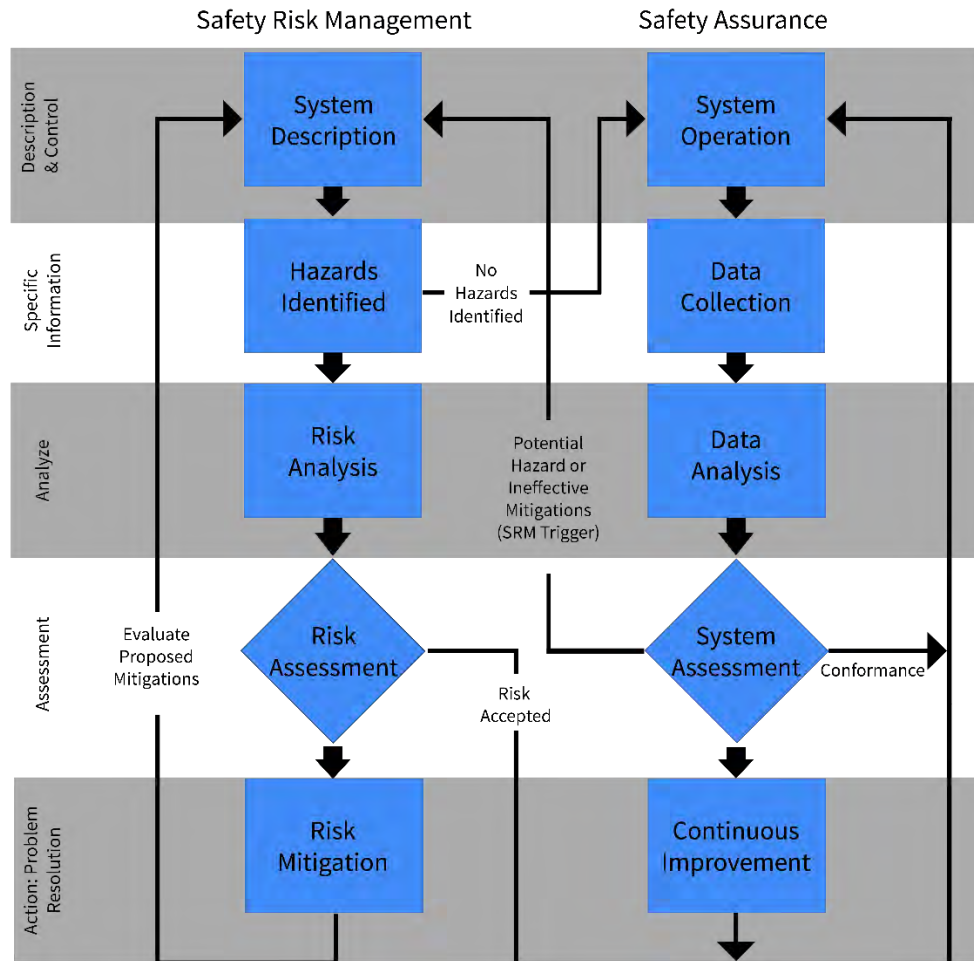 Safety Risk Management
Safety Assurance
Description
& Control
System
Description
System
Operation
Specific
Information
Hazards
Identified
No
Hazards
Identified
Data
Collection
Analyze
Risk
Analysis
Potential
Hazard or
Ineffective
Mitigations
(SRM Trigger)
Data
Analysis
Assessment
Evaluate
Proposed
Mitigations
Risk
Assessment
Risk
Accepted
System
Assessment
Conformance
Action: Problem
Resolution
Risk
Mitigation
Continuous
Improvement